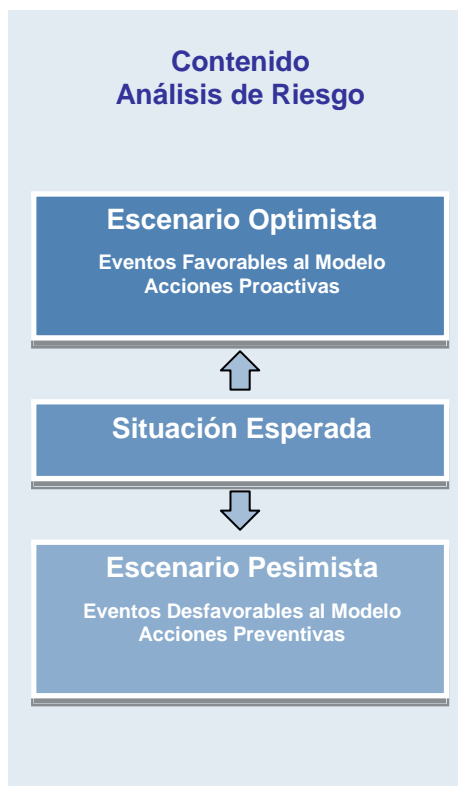 Contenido
Análisis de Riesgo
Escenario Optimista
Eventos Favorables al Modelo
Acciones Proactivas
Situación Esperada
Escenario Pesimista
Eventos Desfavorables al Modelo
Acciones Preventivas